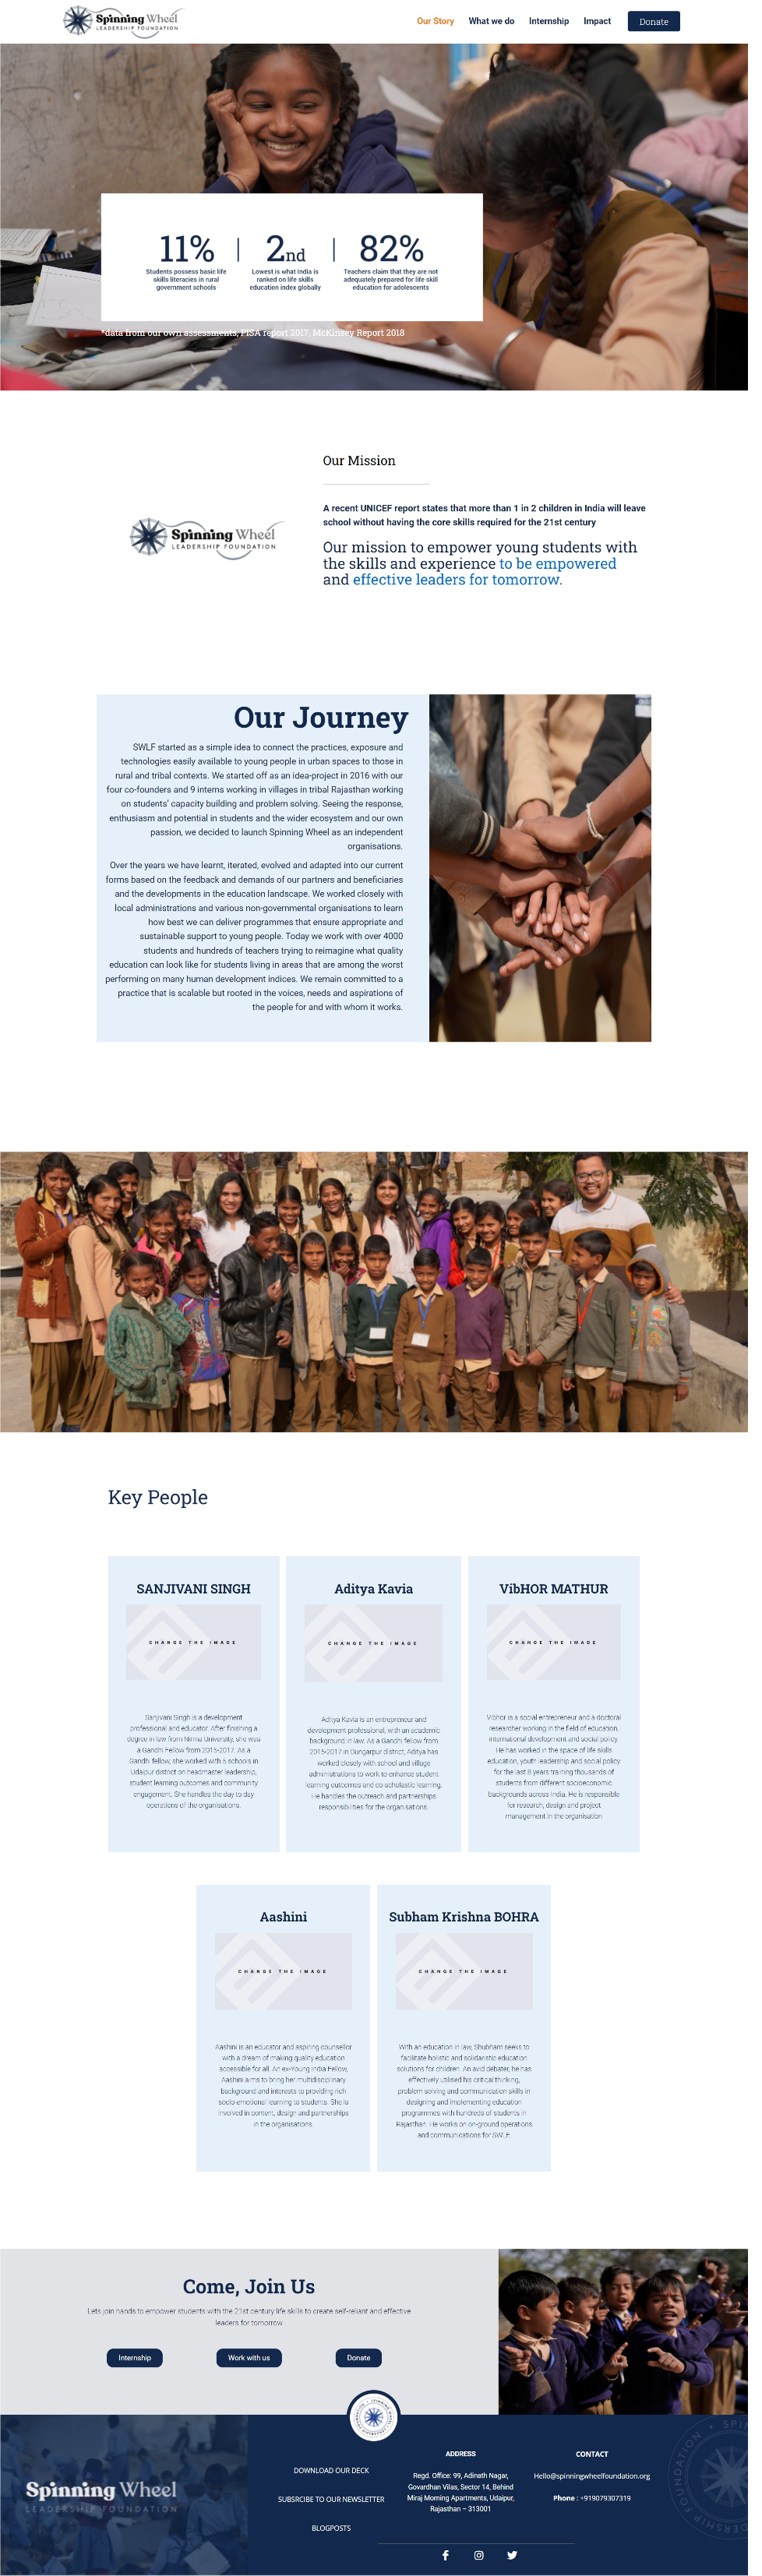 Spinning Wheel
LEADERSHIP FOUNDATION
Our Story What we do Internship Impact Donate
11% 2nd 82%
Students possess basic life skills literacies in rural government schools
Lowest is what India is ranked on life skills education index globally
Teachers claim that they are not adequately prepared for life skill education for adolescents
*data from our own assessments, PISA report 2017, McKinsey Report 2018
Our Mission
Spinning Wheel
LEADERSHIP FOUNDATION
A recent UNICEF report states that more than 1 in 2 children in India will leave
school without having the core skills required for the 21st century
Our mission to empower young students with
the skills and experience to be empowered
and effective leaders for tomorrow.
Our Journey
SWLF started as a simple idea to connect the practices, exposure and
technologies easily available to young people in urban spaces to those in
rural and tribal contexts. We started off as an idea-project in 2016 with our
four co-founders and 9 interns working in villages in tribal Rajasthan working
on students' capacity building and problem solving. Seeing the response,
enthusiasm and potential in students and the wider ecosystem and our own
passion, we decided to launch Spinning Wheel as an independent
organisations.
Over the years we have learnt, iterated, evolved and adapted into our current
forms based on the feedback and demands of our partners and beneficiaries
and the developments in the education landscape. We worked closely with
local administrations and various non-governmental organisations to learn
how best we can deliver programmes that ensure appropriate and
sustainable support to young people. Today we work with over 4000
students and hundreds of teachers trying to reimagine what quality
education can look like for students living in areas that are among the worst
performing on many human development indices. We remain committed to a
practice that is scalable but rooted in the voices, needs and aspirations of
the people for and with whom it works.
Key People
SANJIVANI SINGH
CHANGE THE IMAGE
Sanjivani Singh is a development
professional and educator. After finishing a
degree in law from Nirma University, she was
a Gandhi Fellow from 2015-2017. As a
Gandhi fellow, she worked with 5 schools in
Udaipur district on headmaster leadership,
student learning outcomes and community
engagement. She handles the day to day
operations of the organisations.
Aditya Kavia
CHANGE THE IMAGE
Aditya Kavia is an entrepreneur and
development professional, with an academic
background in law. As a Gandhi fellow from
2015-2017 in Dungarpur district, Aditya has
worked closely with school and village
administrations to work to enhance student
learning outcomes and co-scholastic learning.
He handles the outreach and partnerships
responsibilities for the organisations
VibHOR MATHUR
CHANGE THE IMAGE
Vibhor is a social entrepreneur and a doctoral
researcher working in the field of education,
international development and social policy.
He has worked in the space of life skills
education, youth leadership and social policy
for the last 8 years training thousands of
students from different socioeconomic
backgrounds across India. He is responsible
for research, design and project
management in the organisation
Aashini
CHANGE THE IMAGE
Aashini is an educator and aspiring counsellor
with a dream of making quality education
accessible for all. An ex-Young India Fellow,
Aashini aims to bring her multidisciplinary
background and interests to providing rich
socio-emotional learning to students. She is
involved in content, design and partnerships
in the organisations.
Subham Krishna BOHRA
CHANGE THE IMAGE
With an education in law, Shubham seeks to
facilitate holistic and solidaristic education
solutions for children. An avid debater, he has
effectively utilised his critical thinking,
problem solving and communication skills in
designing and implementing education
programmes with hundreds of students in
Rajasthan. He works on on-ground operations
and communications for SWLF.
Come, Join Us
Lets join hands to empower students with the 21st century life skills to create self-reliant and effective
leaders for tomorrow
Internship Work with us Donate
Spinning Wheel
LEADERSHIP FOUNDATION
DOWNLOAD OUR DECK
SUBSRCIBE TO OUR NEWSLETTER
BLOGPOSTS
ADDRESS
Regd. Office: 99, Adinath Nagar,
Govardhan Vilas, Sector 14, Behind
Miraj Morning Apartments, Udaipur,
Rajasthan – 313001
CONTACT
Hello@spinningwheelfoundation.org
Phone : +919079307319